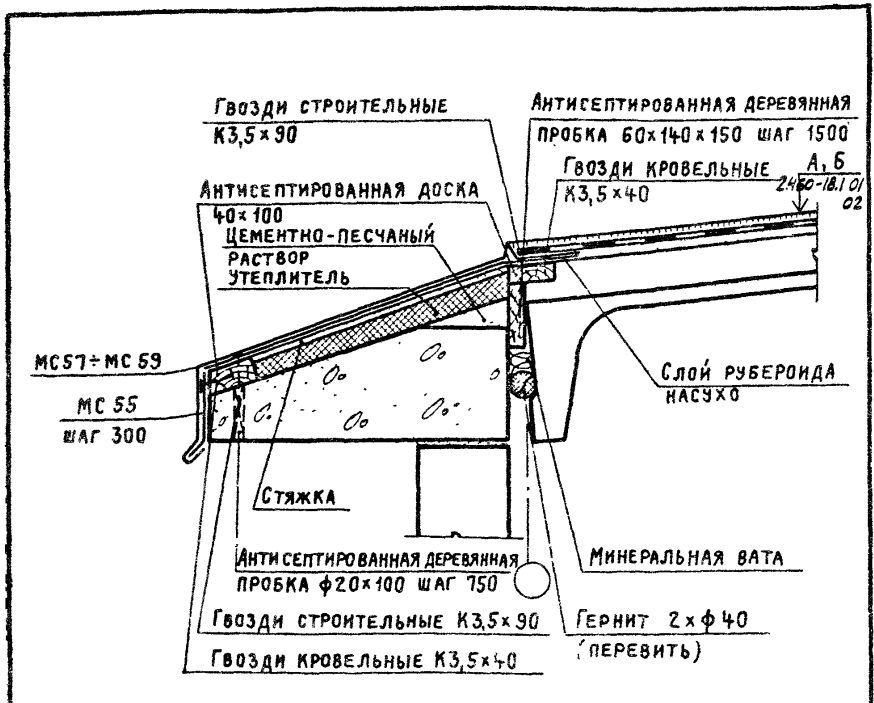 Гвозди строительные
К3,5×90
Антисептированная деревянная
пробка 60×140×150 шаг 1500
Гвозди кровельные
К3,5×40
А, Б
2.460-18.1 01
02
Антисептированная доска
40×100
Цементно-песчаный
раствор
Утеплитель
МС57÷МС59
МС 55
шаг 300
Слой рубероида
насухо
Стяжка
Антисептированная деревянная
пробка ф20×100 шаг 750
Минеральная вата
Гвозди строительные К3,5×90
Гвозди кровельные К3,5×40
Гернит 2×ф40
(перевить)